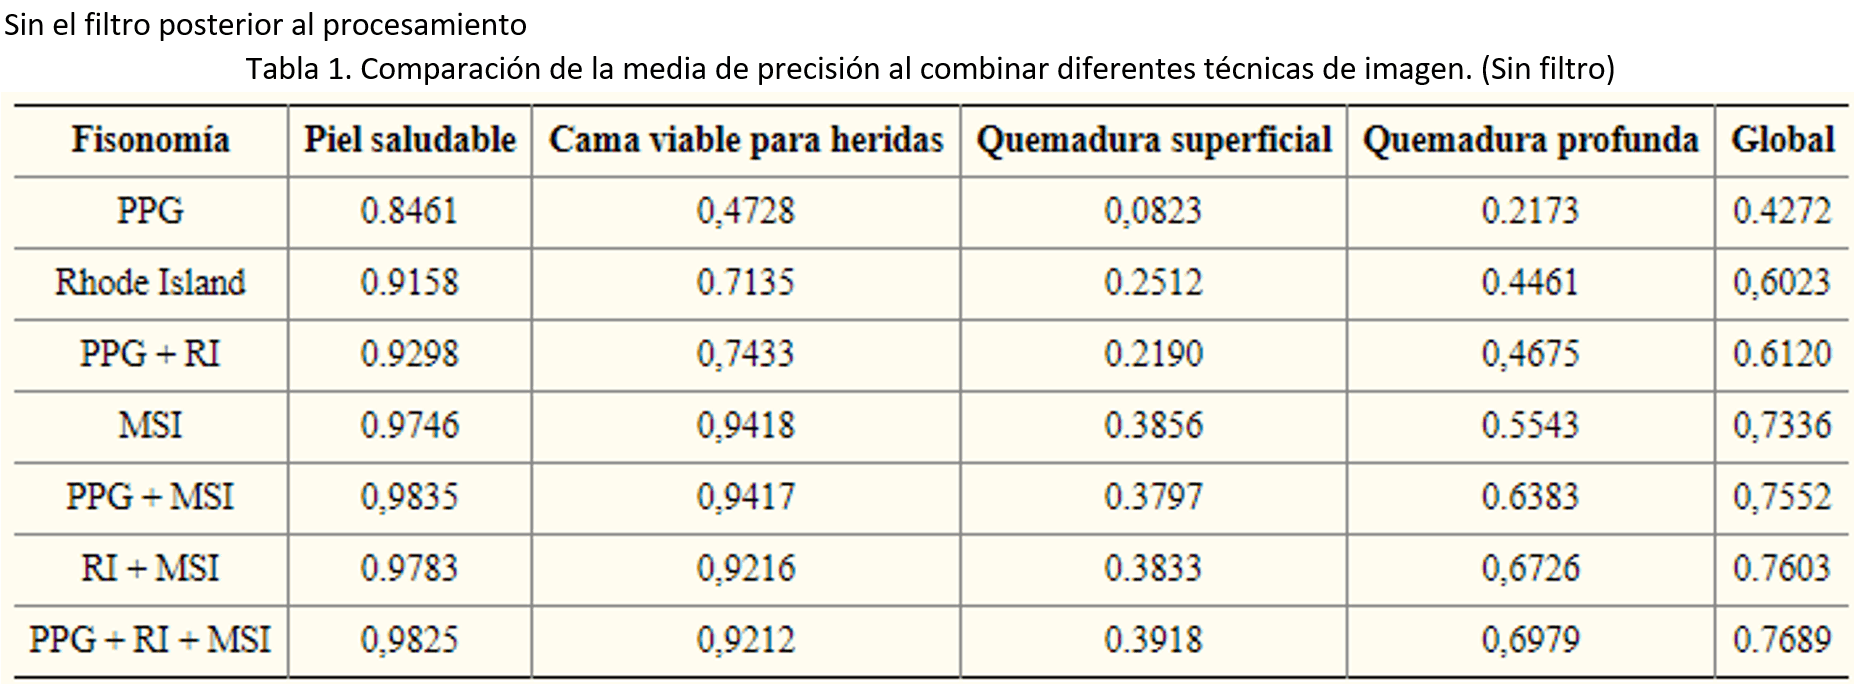 Sin el filtro posterior al procesamiento
Tabla 1. Comparación de la media de precisión al combinar diferentes técnicas de imagen. (Sin filtro)
Fisonomía Piel saludable Cama viable para heridas Quemadura superficial Quemadura profunda Global
PPG 0.8461 0,4728 0,0823 0.2173 0.4272
Rhode Island 0.9158 0.7135 0.2512 0.4461 0,6023
PPG + RI 0.9298 0,7433 0.2190 0,4675 0.6120
MSI 0.9746 0,9418 0.3856 0.5543 0,7336
PPG + MSI 0,9835 0,9417 0.3797 0.6383 0,7552
RI + MSI 0.9783 0,9216 0.3833 0,6726 0.7603
PPG + RI + MSI 0,9825 0,9212 0.3918 0,6979 0.7689